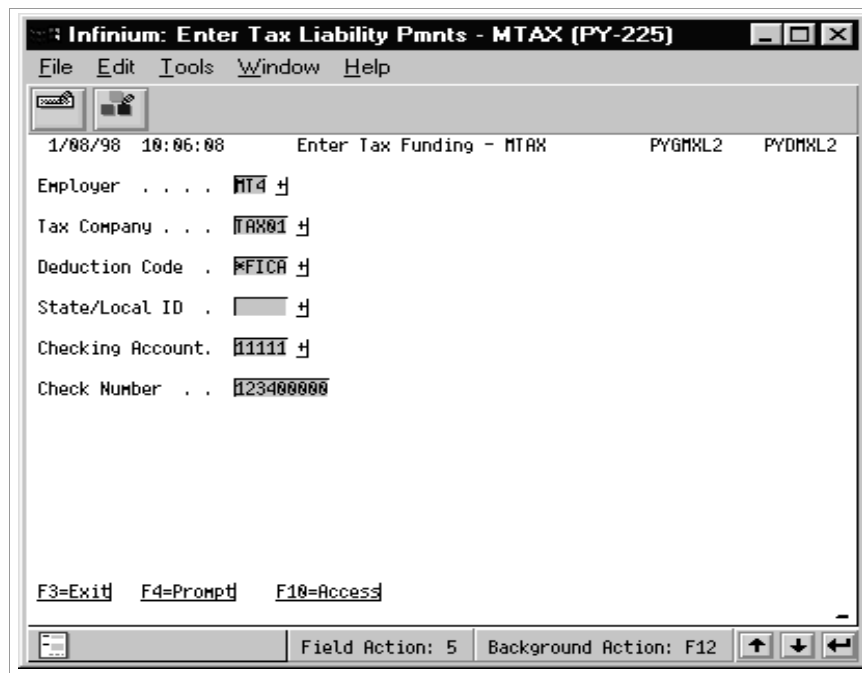 Infinium: Enter Tax Liability Pmnts - MTAX (PY-225)
File Edit Tools Window Help
1/08/98 10:06:08 Enter Tax Funding - MTAX PYGMXL2 PYDMXL2
Employer . . . . MT4 +
Tax Company . . . TAX01 +
Deduction Code . *FICA +
State/Local ID . +
Checking Account. 11111 +
Check Number . . 123400000
F3=Exit F4=Prompt F10=Access
Field Action: 5 Background Action: F12